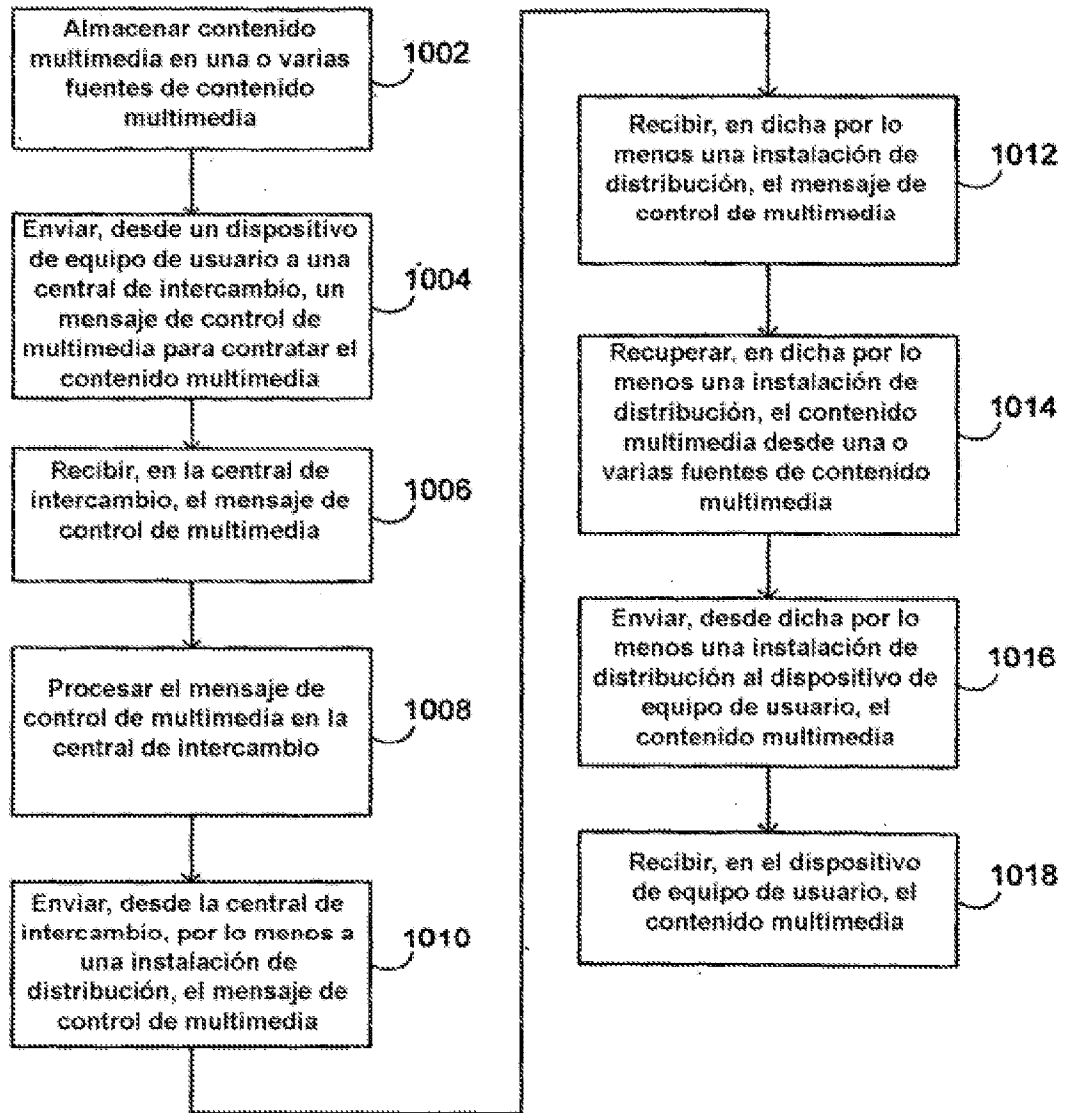 Almacenar contenido
multimedia en una o varias
fuentes de contenido
multimedia
1002
Enviar, desde un dispositivo
de equipo de usuario a una
central de intercambio, un
mensaje de control de
multimedia para contratar el
contenido multimedia
1004
Recibir, en la central de
intercambio, el mensaje de
control de multimedia
1006
Procesar el mensaje de
control de multimedia en la
central de intercambio
1008
Enviar, desde la central de
intercambio, por lo menos a
una instalación de
distribución, el mensaje de
control de multimedia
1010
Recibir, en dicha por lo
menos una instalación de
distribución, el mensaje de
control de multimedia
1012
Recuperar, en dicha por lo
menos una instalación de
distribución, el contenido
multimedia desde una o
varias fuentes de contenido
multimedia
1014
Enviar, desde dicha por lo
menos una instalación de
distribución al dispositivo de
equipo de usuario, el
contenido multimedia
1016
Recibir, en el dispositivo
de equipo de usuario, el
contenido multimedia
1018